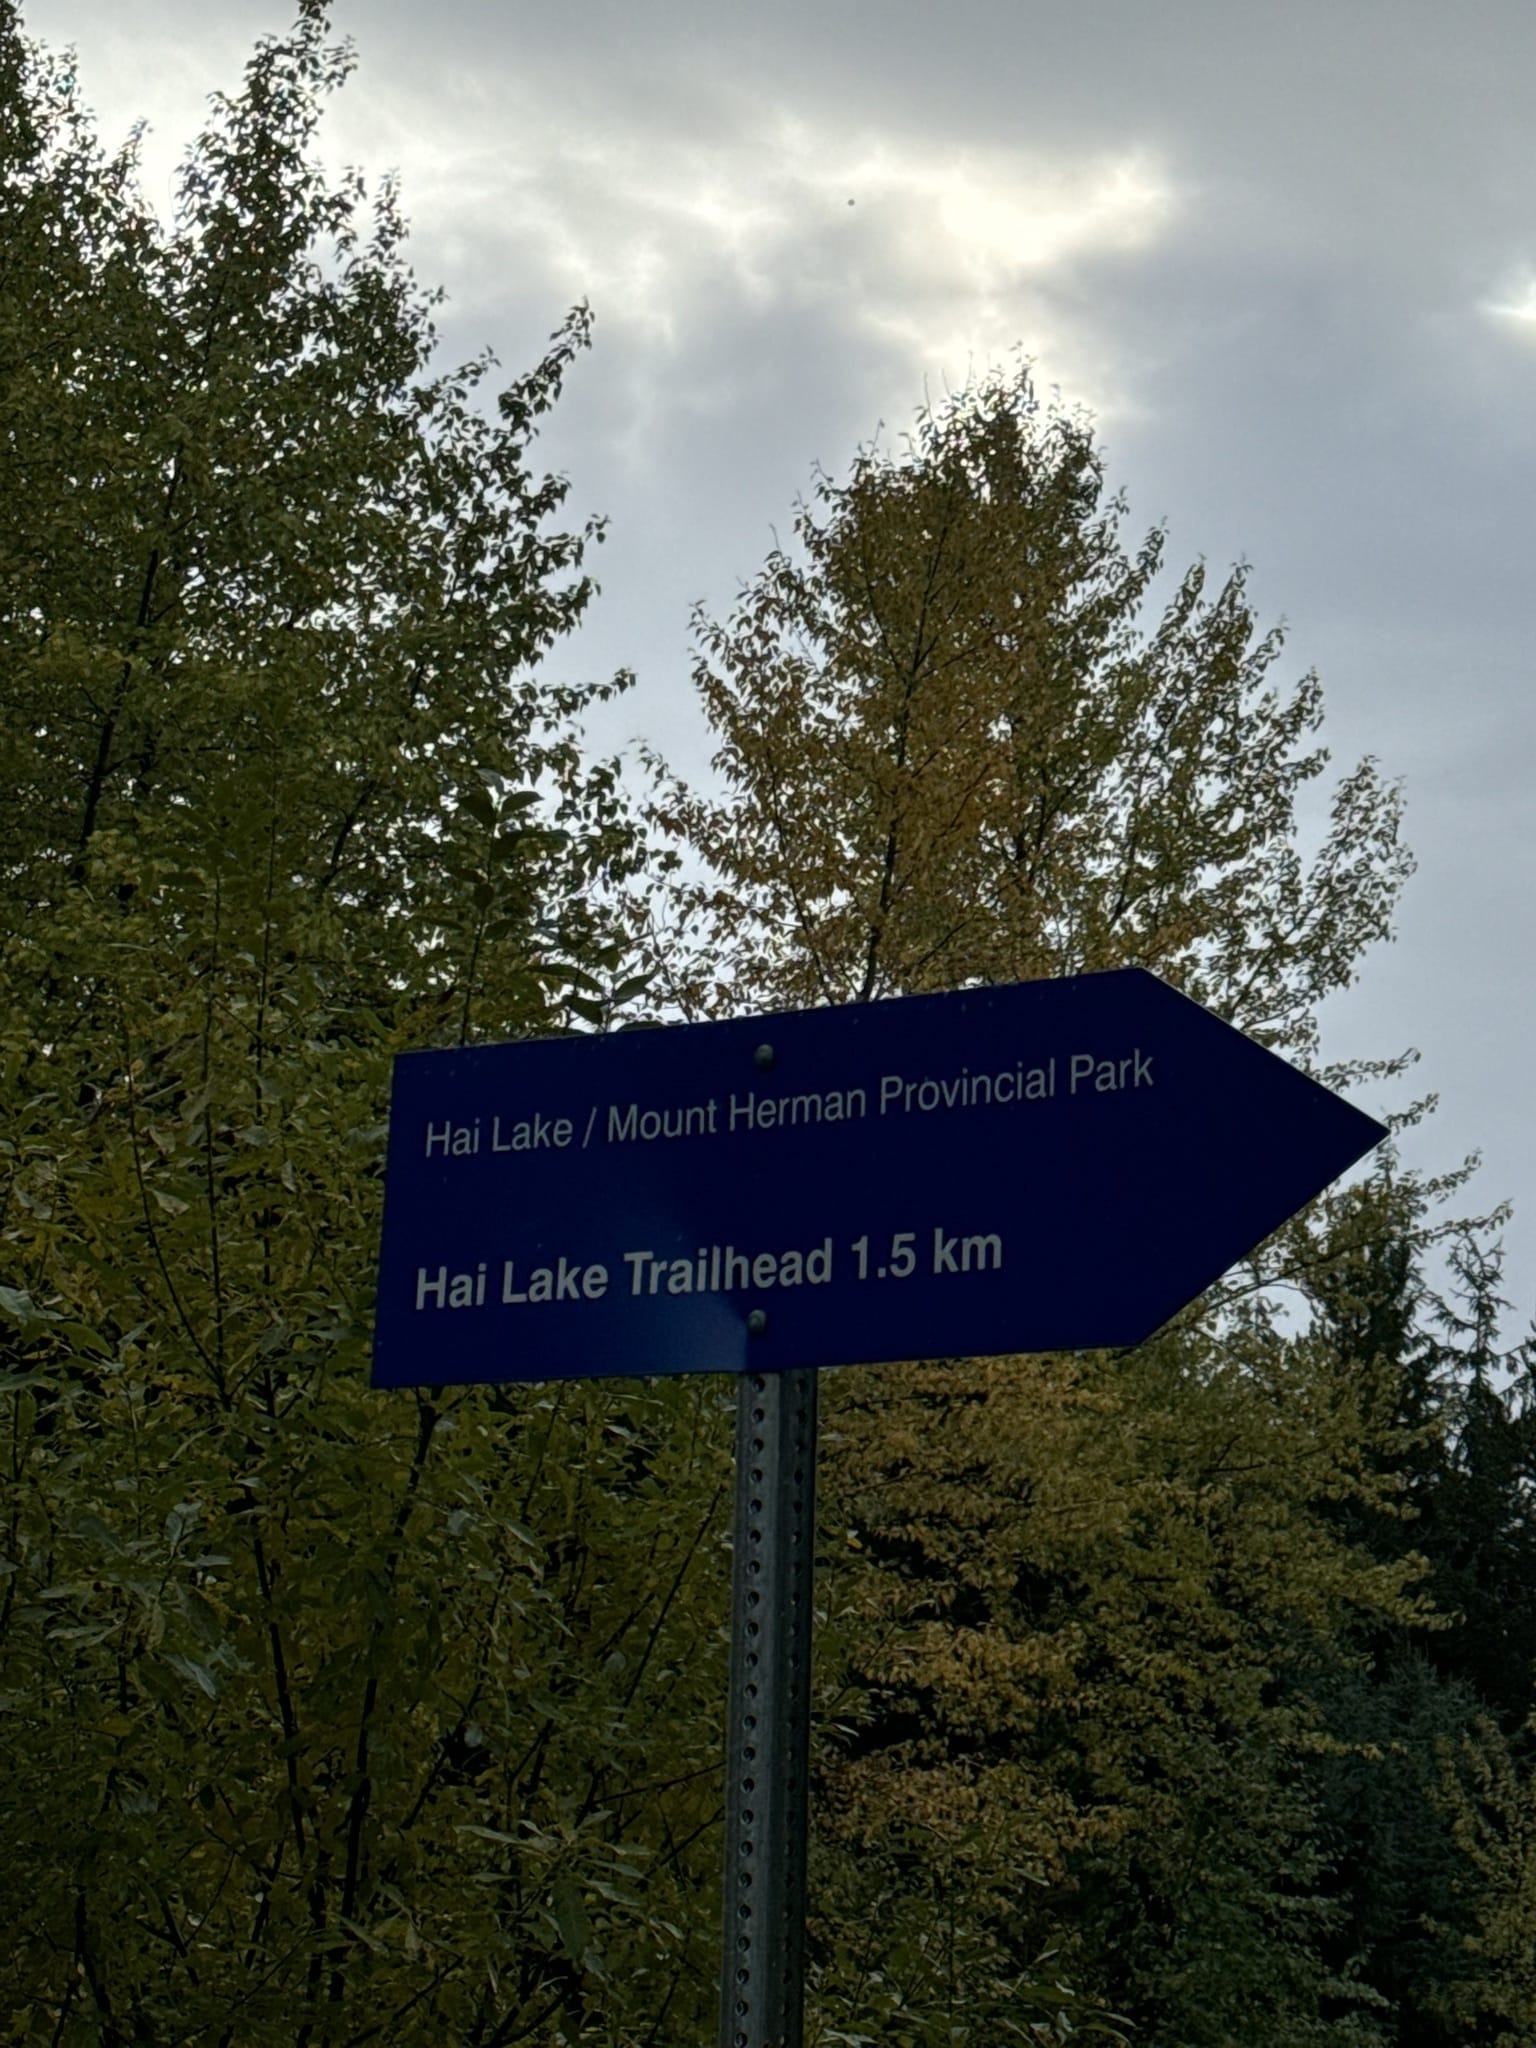 Hai Lake / Mount Herman Provincial Park
Hai Lake Trailhead 1.5 km